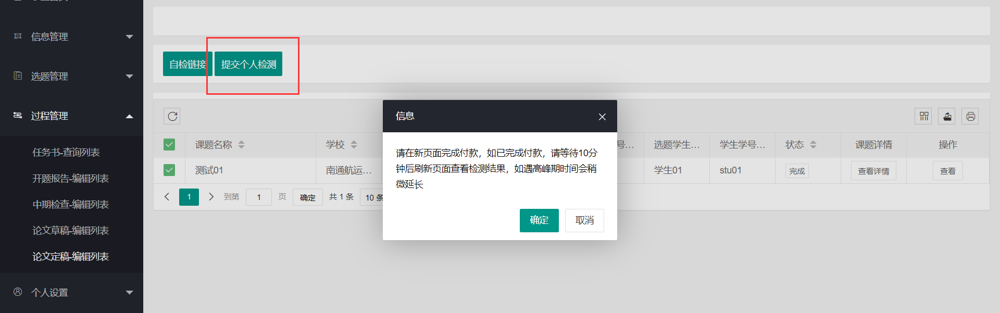 信息管理
选题管理
过程管理
任务书-查询列表
开题报告-编辑列表
中期检查-编辑列表
论文草稿-编辑列表
论文定稿-编辑列表
个人设置
自检链接 提交个人检测
课题名称 学校 号... 选题学生... 学生学号... 状态 课题详情 操作
测试01 南通航运... 学生01 stu01 完成 查看详情 查看
1 到第 1 页 确定 共 1 条 10 条
信息
请在新页面完成付款，如已完成付款，请等待10分
钟后刷新页面查看检测结果，如遇高峰期时间会稍
微延长
确定 取消